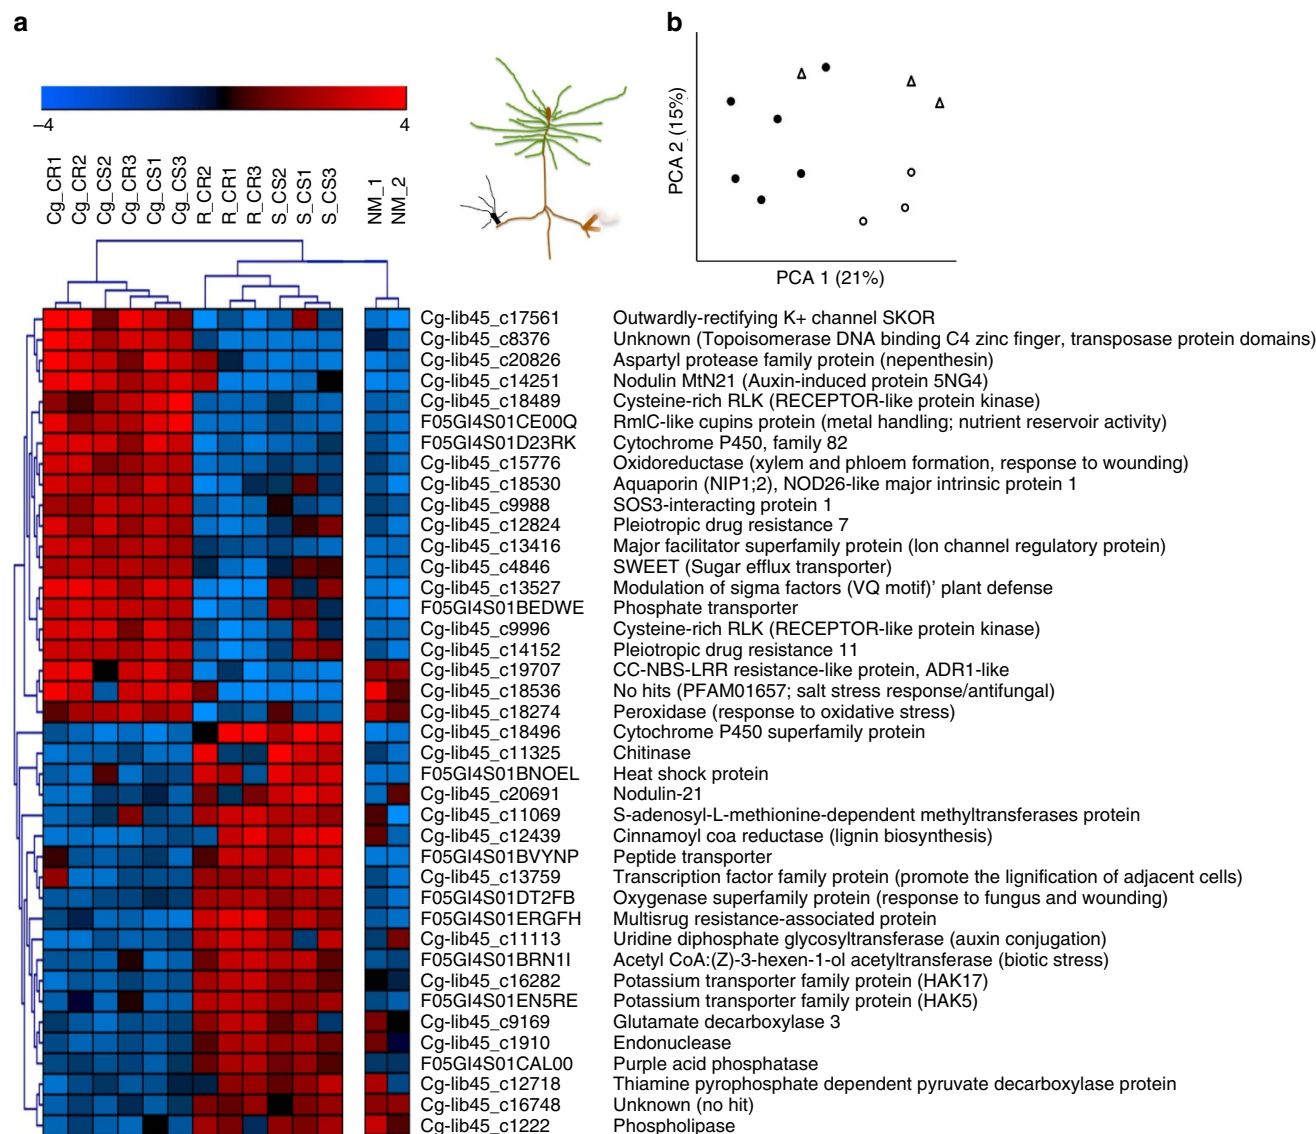 a
b
−4
4
Cg_CR1
Cg_CR2
Cg_CS2
Cg_CR3
Cg_CS1
Cg_CS3
R_CR2
R_CR1
R_CR3
S_CS2
S_CS1
S_CS3
NM_1
NM_2
PCA 2 (15%)
PCA 1 (21%)
Cg-lib45_c17561 Outwardly-rectifying K+ channel SKOR
Cg-lib45_c8376 Unknown (Topoisomerase DNA binding C4 zinc finger, transposase protein domains)
Cg-lib45_c20826 Aspartyl protease family protein (nepenthesin)
Cg-lib45_c14251 Nodulin MtN21 (Auxin-induced protein 5NG4)
Cg-lib45_c18489 Cysteine-rich RLK (RECEPTOR-like protein kinase)
F05GI4S01CE00Q RmlC-like cupins protein (metal handling; nutrient reservoir activity)
F05GI4S01D23RK Cytochrome P450, family 82
Cg-lib45_c15776 Oxidoreductase (xylem and phloem formation, response to wounding)
Cg-lib45_c18530 Aquaporin (NIP1;2), NOD26-like major intrinsic protein 1
Cg-lib45_c9988 SOS3-interacting protein 1
Cg-lib45_c12824 Pleiotropic drug resistance 7
Cg-lib45_c13416 Major facilitator superfamily protein (Ion channel regulatory protein)
Cg-lib45_c4846 SWEET (Sugar efflux transporter)
Cg-lib45_c13527 Modulation of sigma factors (VQ motif)' plant defense
F05GI4S01BEDWE Phosphate transporter
Cg-lib45_c9996 Cysteine-rich RLK (RECEPTOR-like protein kinase)
Cg-lib45_c14152 Pleiotropic drug resistance 11
Cg-lib45_c19707 CC-NBS-LRR resistance-like protein, ADR1-like
Cg-lib45_c18536 No hits (PFAM01657; salt stress response/antifungal)
Cg-lib45_c18274 Peroxidase (response to oxidative stress)
Cg-lib45_c18496 Cytochrome P450 superfamily protein
Cg-lib45_c11325 Chitinase
F05GI4S01BNOEL Heat shock protein
Cg-lib45_c20691 Nodulin-21
Cg-lib45_c11069 S-adenosyl-L-methionine-dependent methyltransferases protein
Cg-lib45_c12439 Cinnamoyl coa reductase (lignin biosynthesis)
F05GI4S01BVYNP Peptide transporter
Cg-lib45_c13759 Transcription factor family protein (promote the lignification of adjacent cells)
F05GI4S01DT2FB Oxygenase superfamily protein (response to fungus and wounding)
F05GI4S01ERGFH Multisrug resistance-associated protein
Cg-lib45_c11113 Uridine diphosphate glycosyltransferase (auxin conjugation)
F05GI4S01BRN1I Acetyl CoA:(Z)-3-hexen-1-ol acetyltransferase (biotic stress)
Cg-lib45_c16282 Potassium transporter family protein (HAK17)
F05GI4S01EN5RE Potassium transporter family protein (HAK5)
Cg-lib45_c9169 Glutamate decarboxylase 3
Cg-lib45_c1910 Endonuclease
F05GI4S01CAL00 Purple acid phosphatase
Cg-lib45_c12718 Thiamine pyrophosphate dependent pyruvate decarboxylase protein
Cg-lib45_c16748 Unknown (no hit)
Cg-lib45_c1222 Phospholipase